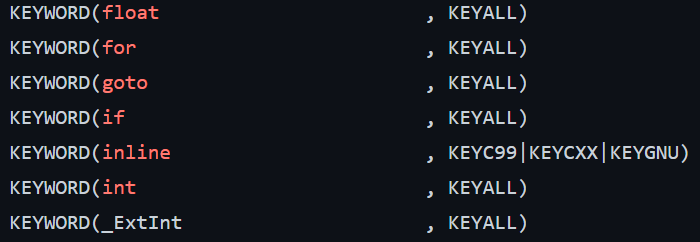 KEYWORD(float                       , KEYALL)
KEYWORD(for                         , KEYALL)
KEYWORD(goto                        , KEYALL)
KEYWORD(if                          , KEYALL)
KEYWORD(inline                      , KEYC99|KEYCXX|KEYGNU)
KEYWORD(int                         , KEYALL)
KEYWORD(_ExtInt                     , KEYALL)